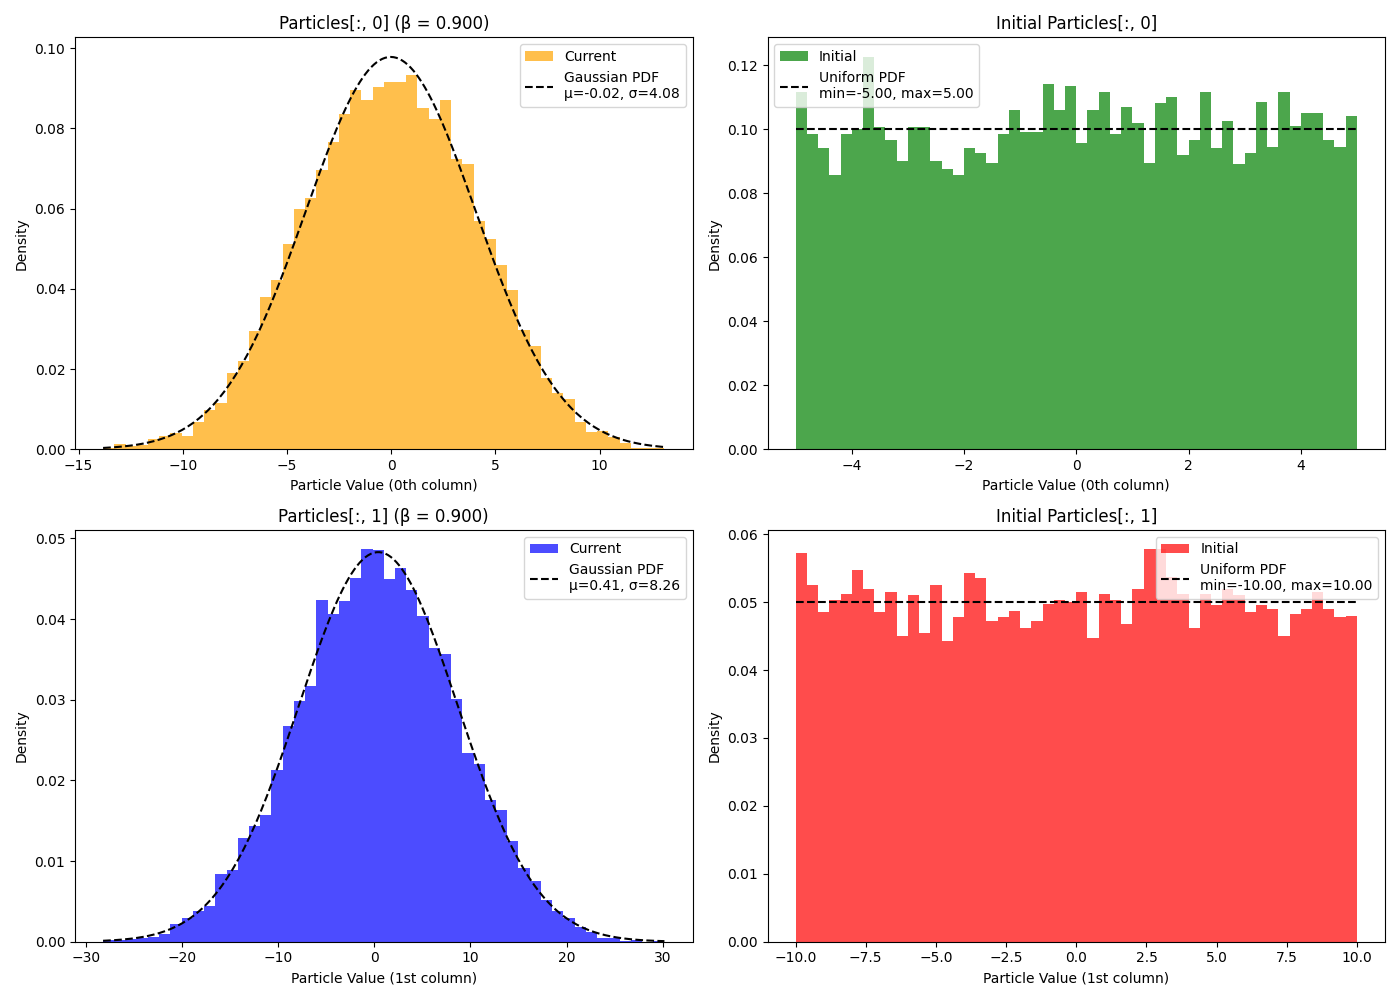 Particles[:, 0] (β = 0.900)
0.10
0.08
0.06
0.04
0.02
0.00
Density
Current
Gaussian PDF
μ=-0.02, σ=4.08
−15
−10
−5
0
5
10
Particle Value (0th column)
Initial Particles[:, 0]
0.12
0.10
0.08
0.06
0.04
0.02
0.00
Density
Initial
Uniform PDF
min=-5.00, max=5.00
−4
−2
0
2
4
Particle Value (0th column)
Particles[:, 1] (β = 0.900)
0.05
0.04
0.03
0.02
0.01
0.00
Density
Current
Gaussian PDF
μ=0.41, σ=8.26
−30
−20
−10
0
10
20
30
Particle Value (1st column)
Initial Particles[:, 1]
0.06
0.05
0.04
0.03
0.02
0.01
0.00
Density
Initial
Uniform PDF
min=-10.00, max=10.00
−10.0
−7.5
−5.0
−2.5
0.0
2.5
5.0
7.5
10.0
Particle Value (1st column)